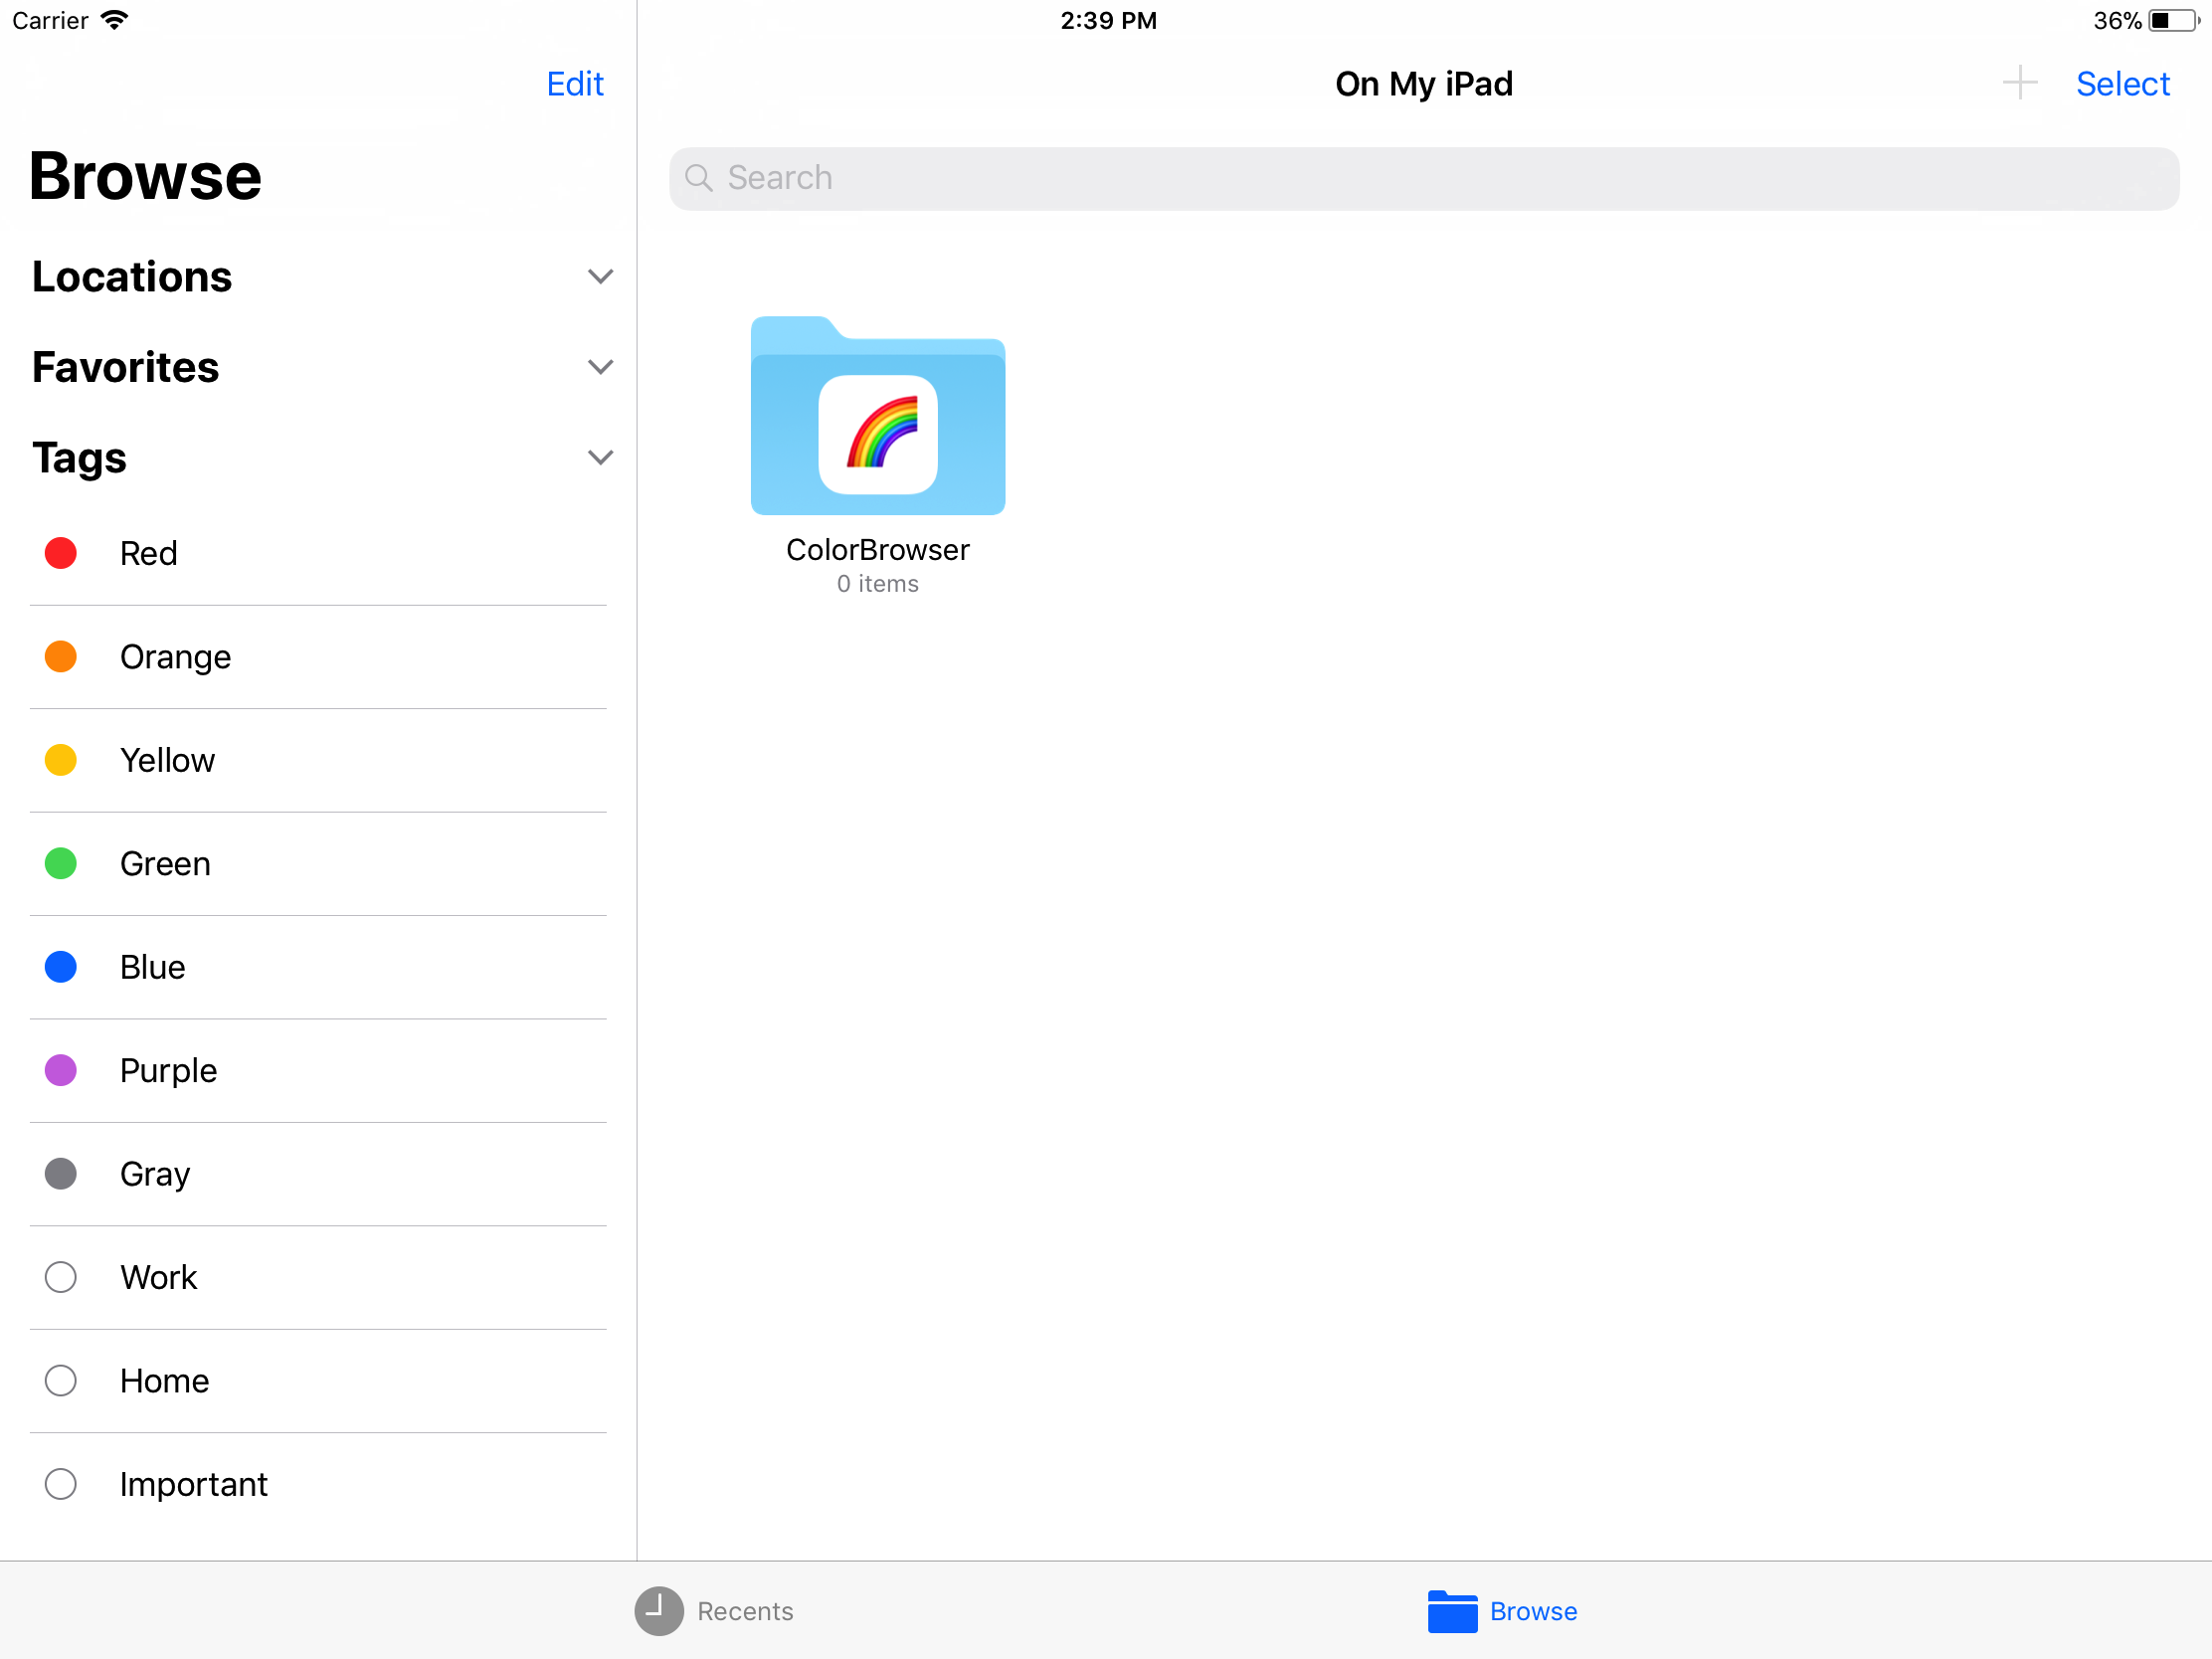 Carrier
2:39 PM
36%
Edit
On My iPad
Select
Browse
Search
Locations
Favorites
Tags
Red
Orange
Yellow
Green
Blue
Purple
Gray
Work
Home
Important
ColorBrowser
0 items
Recents
Browse